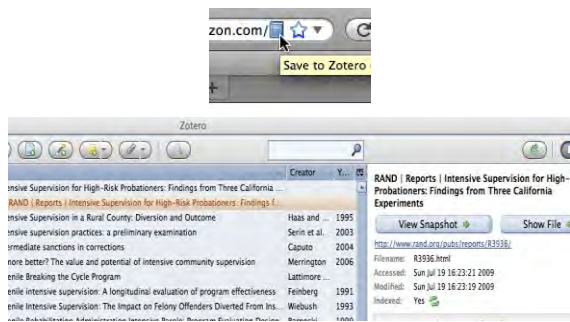 zon.com/
Save to Zotero
Zotero
Creator Y...
ensive Supervision for High-Risk Probationers: Findings from Three California ...
RAND | Reports | Intensive Supervision for High-Risk Probationers: Findings f...
ensive Supervision in a Rural County: Diversion and Outcome Haas and ... 1995
ensive supervision practices: a preliminary examination Serin et al. 2003
ermediate sanctions in corrections Caputo 2004
more better? The value and potential of intensive community supervision Merrington 2006
enile Breaking the Cycle Program Lattimore ...
enile intensive supervision: A longitudinal evaluation of program effectiveness Feinberg 1991
enile Intensive Supervision: The Impact on Felony Offenders Diverted From Ins... Wiebush 1993
RAND | Reports | Intensive Supervision for High-
Probationers: Findings from Three California
Experiments
View Snapshot Show File
http://www.rand.org/pubs/reports/R3936/
Filename: R3936.html
Accessed: Sun Jul 19 16:23:21 2009
Modified: Sun Jul 19 16:23:19 2009
Indexed: Yes